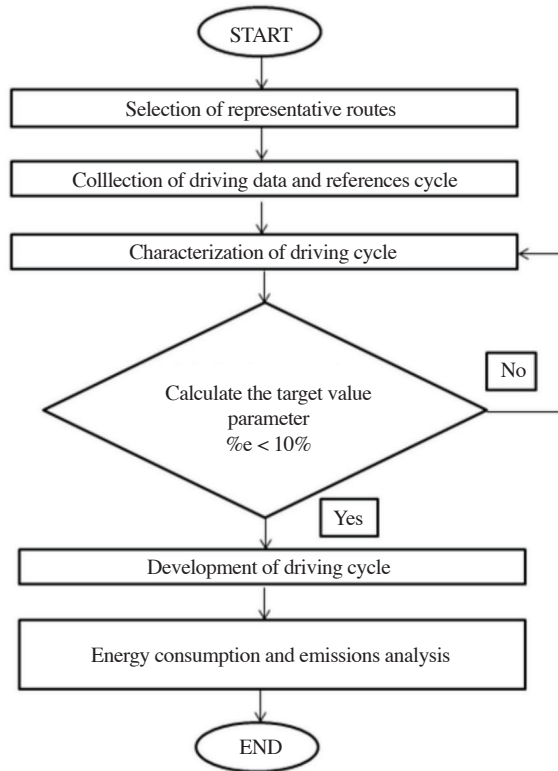 START
Selection of representative routes
Colllection of driving data and references cycle
Characterization of driving cycle
Calculate the target value
parameter
%e < 10%
No
Yes
Development of driving cycle
Energy consumption and emissions analysis
END